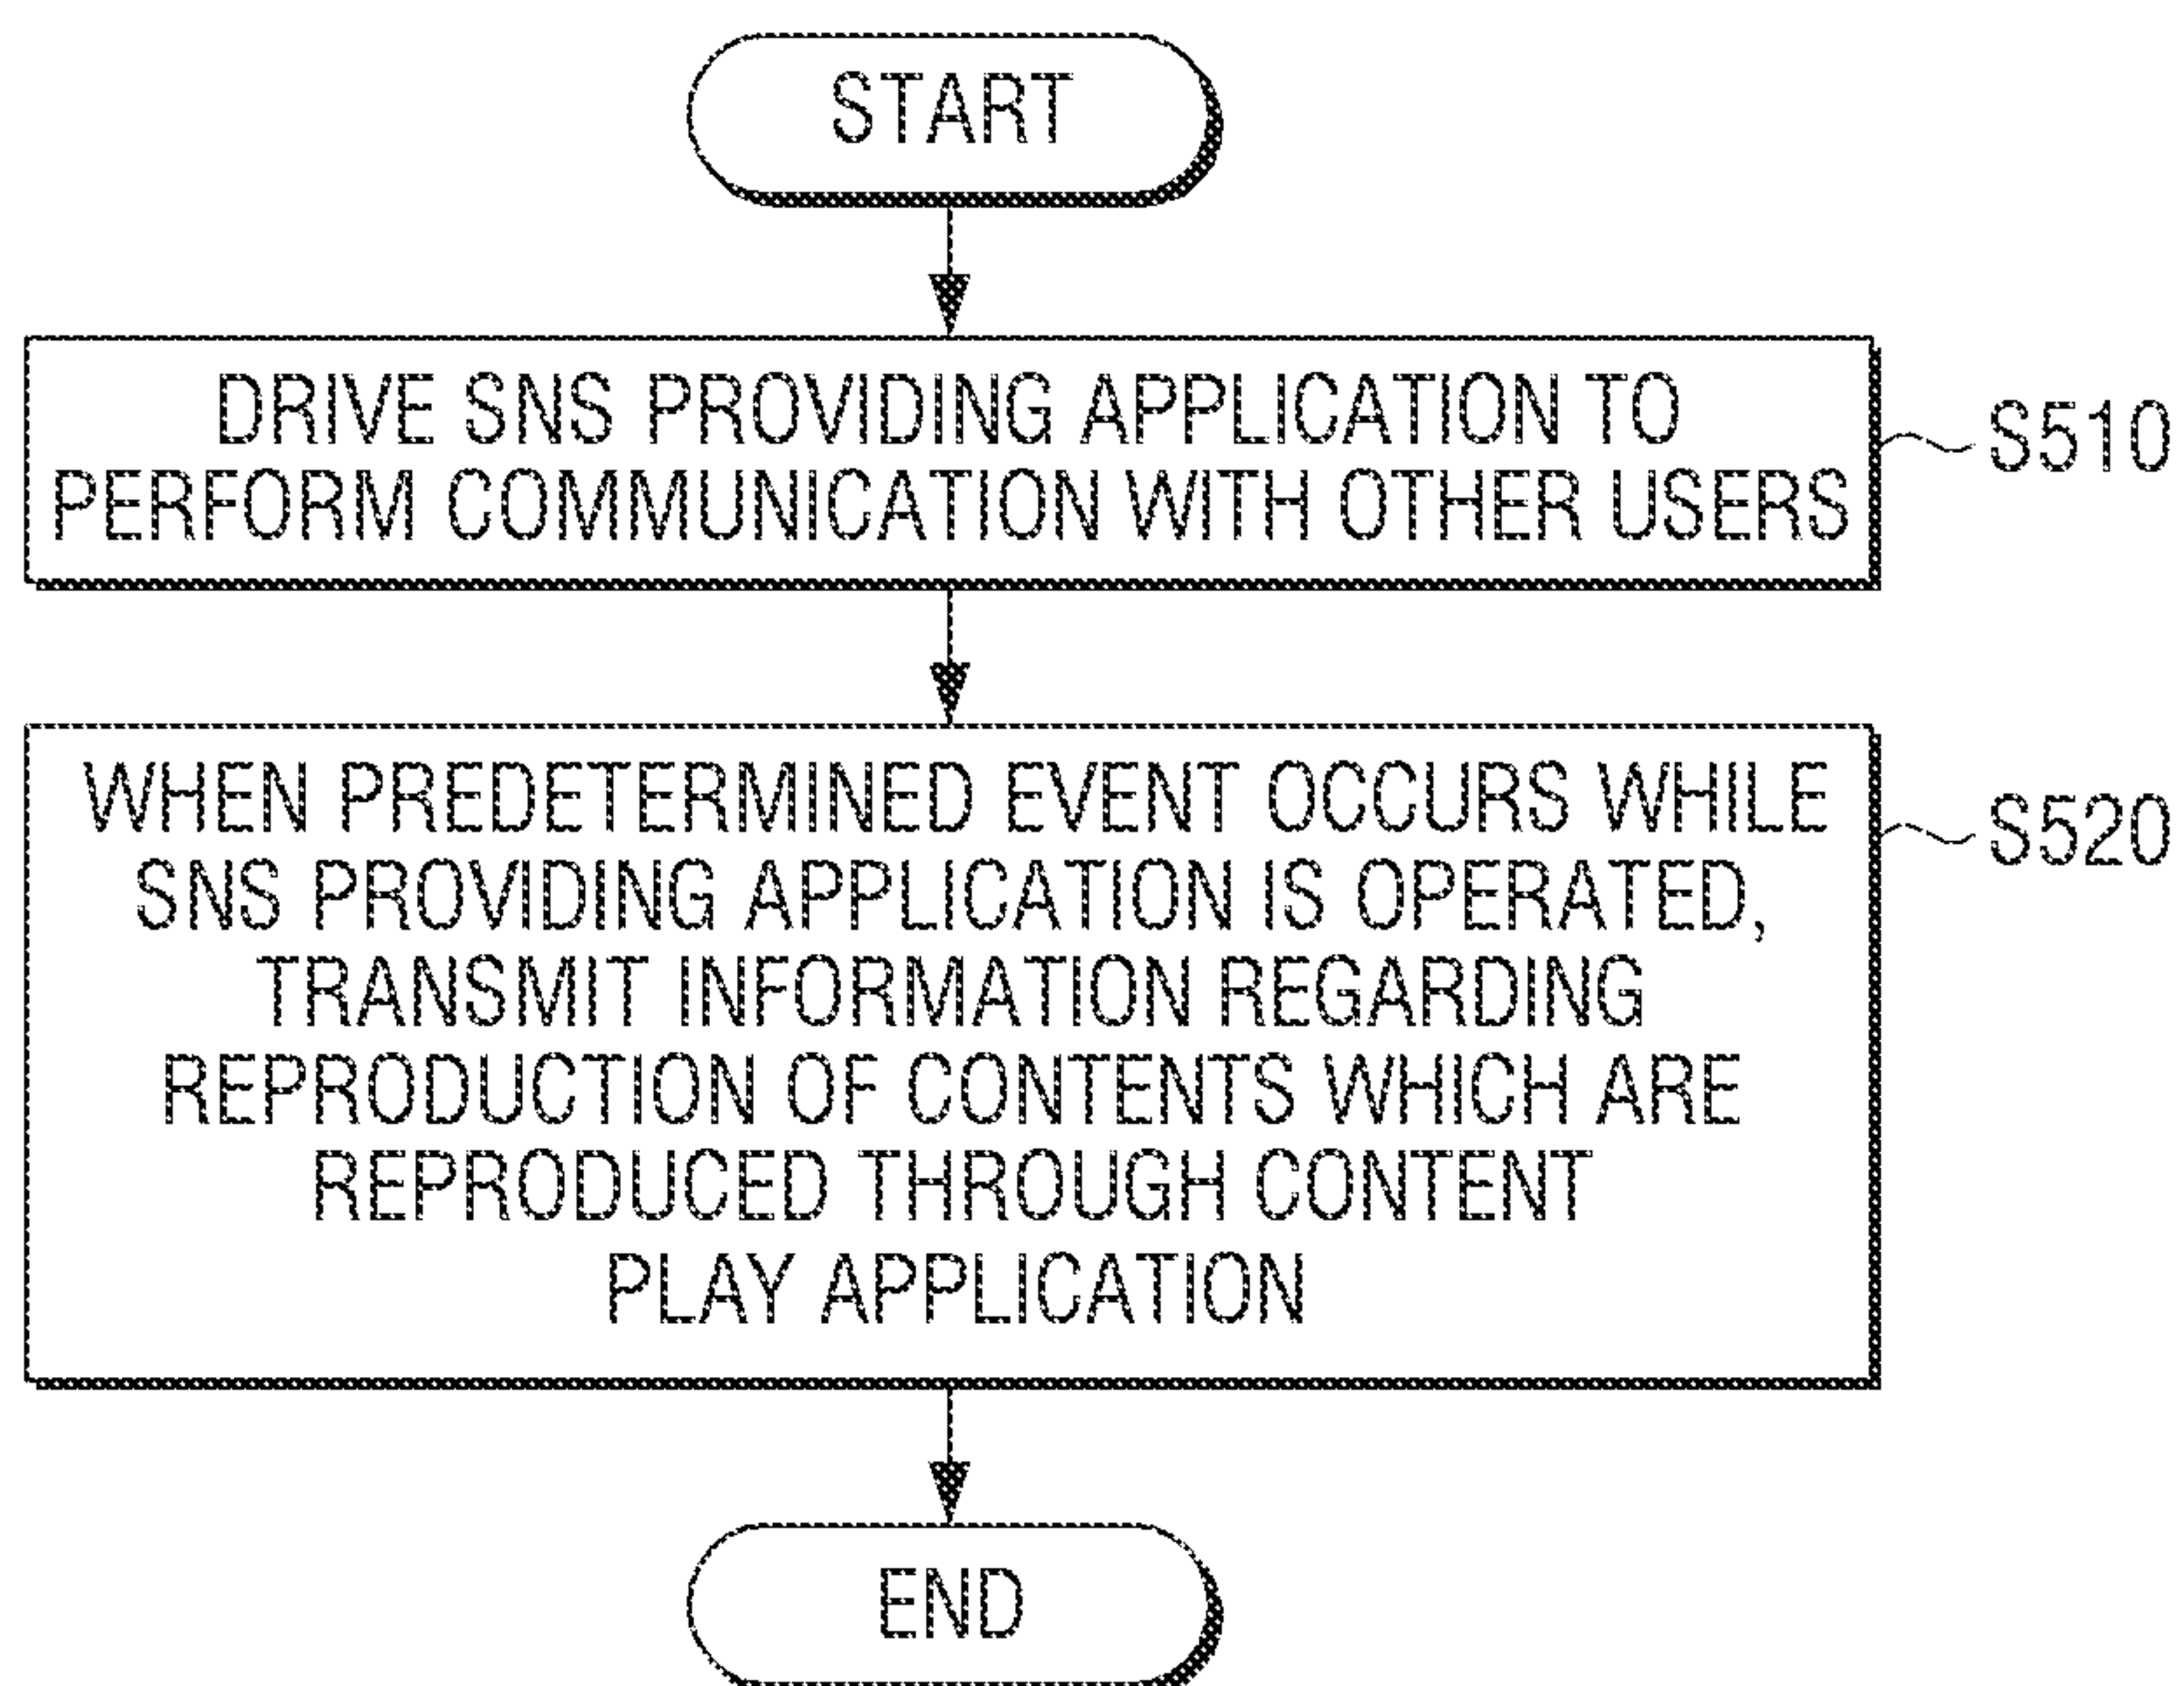 START
DRIVE SNS PROVIDING APPLICATION TO
PERFORM COMMUNICATION WITH OTHER USERS
S510
WHEN PREDETERMINED EVENT OCCURS WHILE
SNS PROVIDING APPLICATION IS OPERATED,
TRANSMIT INFORMATION REGARDING
REPRODUCTION OF CONTENTS WHICH ARE
REPRODUCED THROUGH CONTENT
PLAY APPLICATION
S520
END